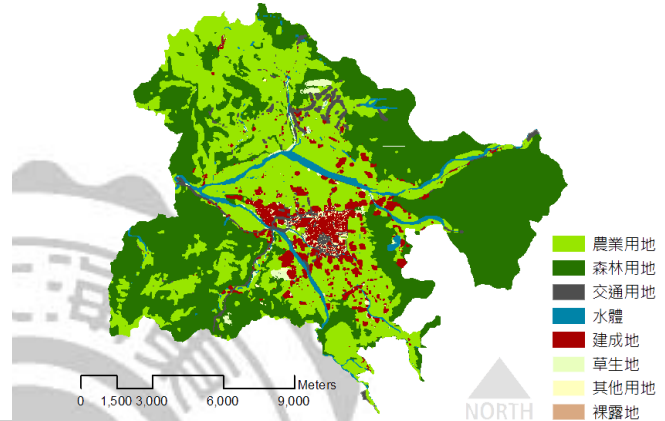 農業用地
森林用地
交通用地
水體
建成地
草生地
其他用地
裸露地
0 1,500 3,000 6,000 9,000 Meters
NORTH